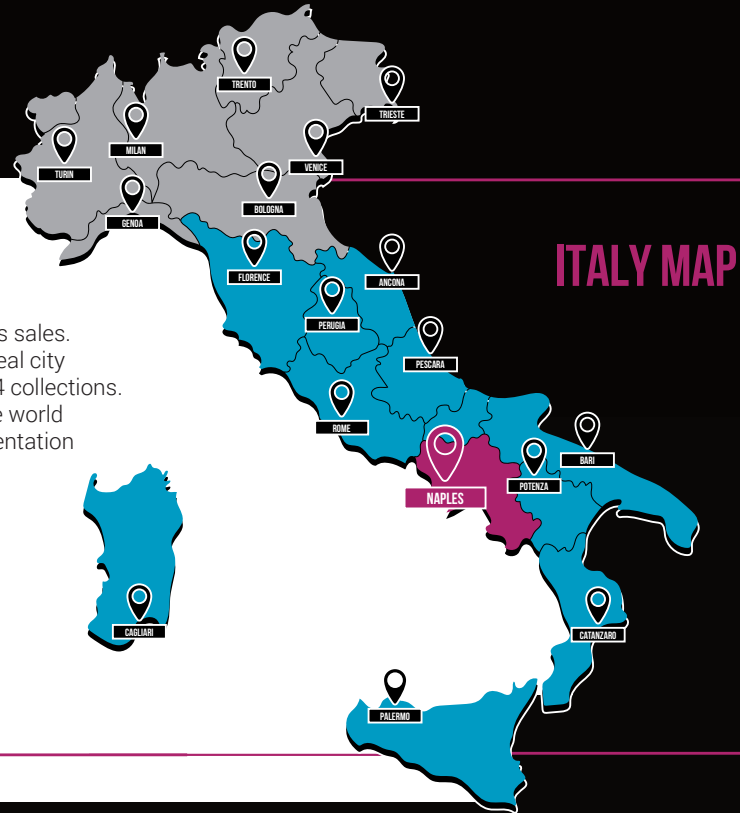 TRENTO
TRIESTE
MILAN
VENICE
TURIN
BOLOGNA
GENOA
ITALY MAP
FLORENCE
ANCONA
PERUGIA
s sales.
PESCARA
eal city
4 collections.
e world
ROME
entation
BARI
POTENZA
NAPLES
CAGLIARI
CATANZARO
PALERMO